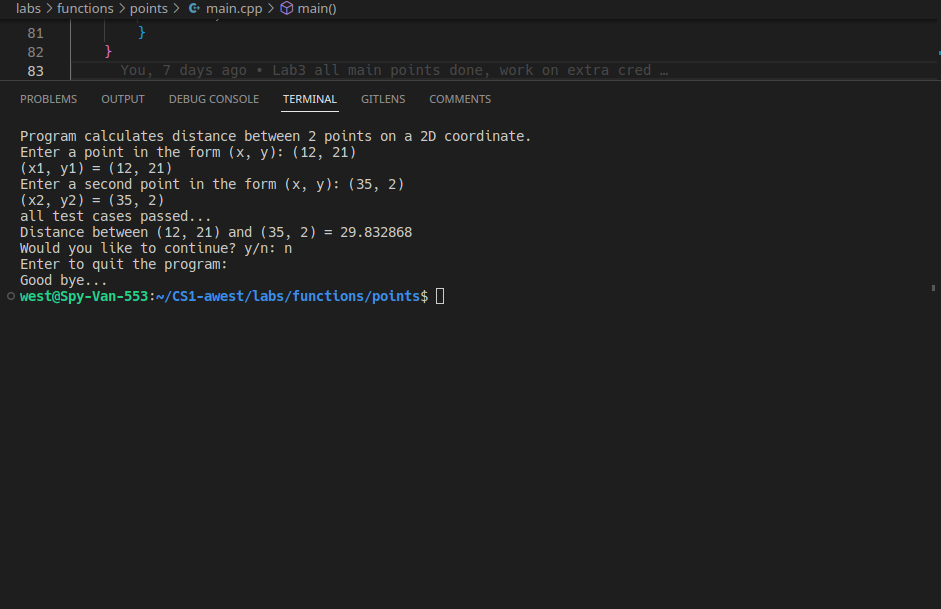 labs > functions > points > main.cpp > main()
81 }
82 }
83 You, 7 days ago • Lab3 all main points done, work on extra cred …
PROBLEMS OUTPUT DEBUG CONSOLE TERMINAL GITLENS COMMENTS
Program calculates distance between 2 points on a 2D coordinate.
Enter a point in the form (x, y): (12, 21)
(x1, y1) = (12, 21)
Enter a second point in the form (x, y): (35, 2)
(x2, y2) = (35, 2)
all test cases passed...
Distance between (12, 21) and (35, 2) = 29.832868
Would you like to continue? y/n: n
Enter to quit the program:
Good bye...
west@Spy-Van-553:~/CS1-awest/labs/functions/points$